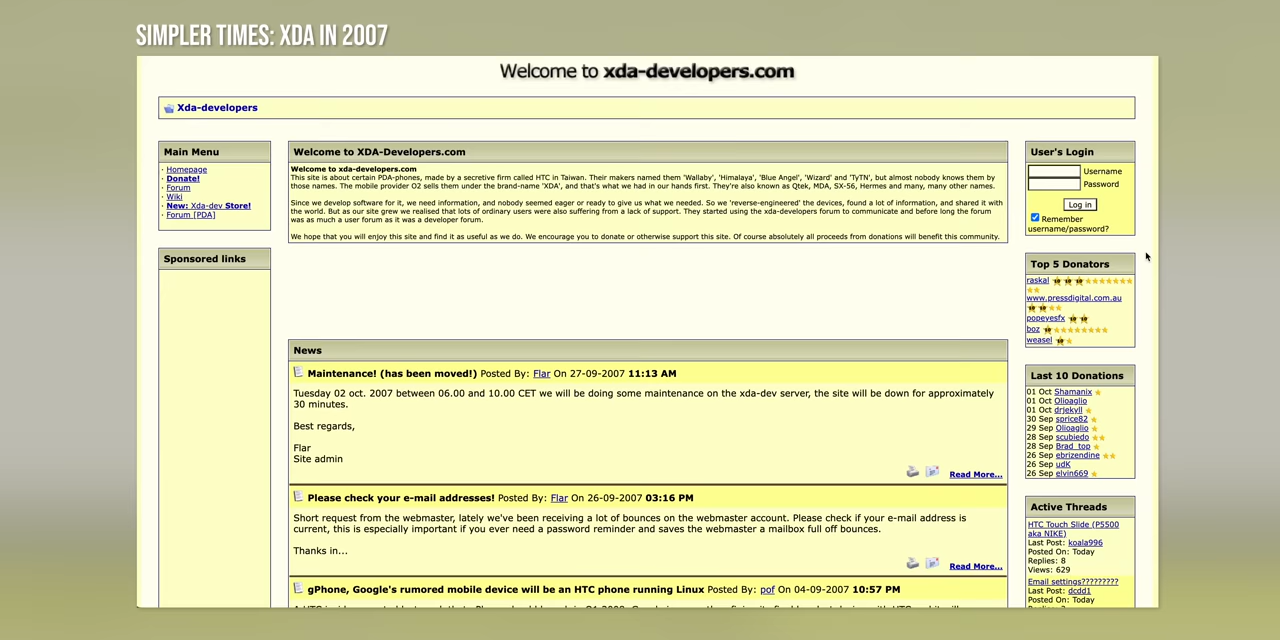 SIMPLER TIMES: XDA IN 2007
Welcome to xda-developers.com
Xda-developers
Main Menu
· Homepage
· Donate!
· Forum
· Wiki
· New: Xda-dev Store!
· Forum [PDA]
Sponsored links
Welcome to XDA-Developers.com
Welcome to xda-developers.com
This site is about certain PDA-phones, made by a secretive firm called HTC in Taiwan. Their makers named them 'Wallaby', 'Himalaya', 'Blue Angel', 'Wizard' and 'TyTN', but almost nobody knows them by
those names. The mobile provider O2 sells them under the brand-name 'XDA', and that's what we had in our hands first. They're also known as Qtek, MDA, SX-56, Hermes and many, many other names.
Since we develop software for it, we need information, and nobody seemed eager or ready to give us what we needed. So we 'reverse-engineered' the devices, found a lot of information, and shared it with
the world. But as our site grew we realised that lots of ordinary users were also suffering from a lack of support. They started using the xda-developers forum to communicate and before long the forum
was as much a user forum as it was a developer forum.
We hope that you will enjoy this site and find it as useful as we do. We encourage you to donate or otherwise support this site. Of course absolutely all proceeds from donations will benefit this community.
News
Maintenance! (has been moved!) Posted By: Flar On 27-09-2007 11:13 AM
Tuesday 02 oct. 2007 between 06.00 and 10.00 CET we will be doing some maintenance on the xda-dev server, the site will be down for approximately
30 minutes.
Best regards,
Flar
Site admin
Read More...
Please check your e-mail addresses! Posted By: Flar On 26-09-2007 03:16 PM
Short request from the webmaster, lately we've been receiving a lot of bounces on the webmaster account. Please check if your e-mail address is
current, this is especially important if you ever need a password reminder and saves the webmaster a mailbox full off bounces.
Thanks in...
Read More...
gPhone, Google's rumored mobile device will be an HTC phone running Linux Posted By: pof On 04-09-2007 10:57 PM
User's Login
Username
Password
Log in
Remember
username/password?
Top 5 Donators
raskal
www.pressdigital.com.au
popeyesfx
boz
weasel
Last 10 Donations
01 Oct Shamanix
01 Oct Olioaglio
01 Oct drjekyll
30 Sep sprice82
29 Sep Olioaglio
28 Sep scubiedo
28 Sep Brad_top
26 Sep ebrizendine
26 Sep udK
26 Sep elvin669
Active Threads
HTC Touch Slide (P5500
aka NIKE)
Last Post: koala996
Posted On: Today
Replies: 8
Views: 629
Email settings?????????
Last Post: dcdd1
Posted On: Today